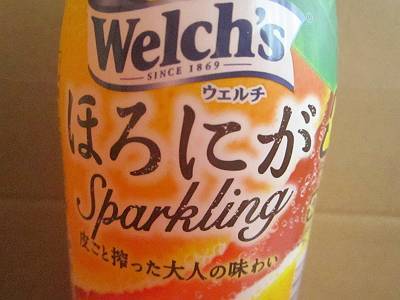 Welch's
SINCE 1869
ウェルチ
ほろにが
Sparkling
皮ごと搾った大人の味わい